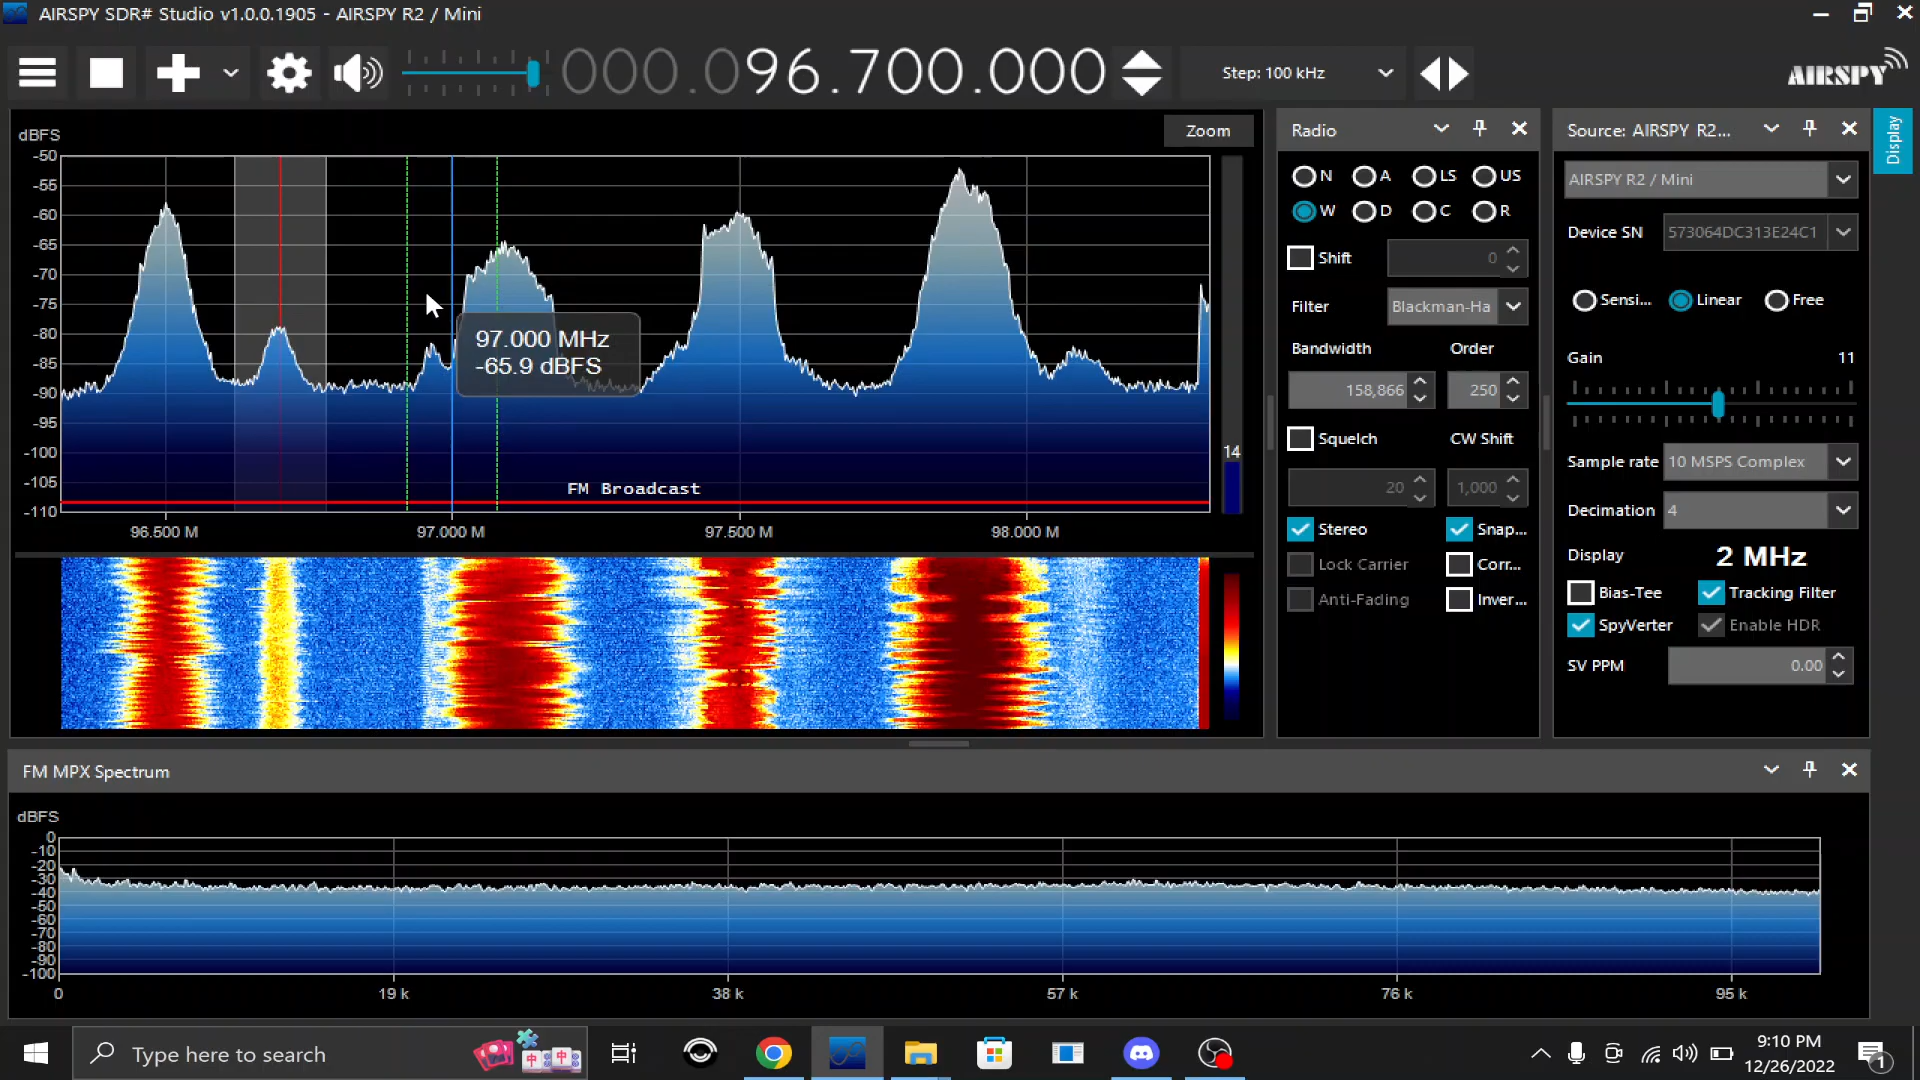 AIRSPY SDR# Studio v1.0.0.1905 - AIRSPY R2 / Mini
000.096.700.000
Step: 100 kHz
AIRSPY
dBFS
Zoom
-50
-55
-60
-65
-70
-75
-80
-85
-90
-95
-100
-105
-110
97.000 MHz
-65.9 dBFS
FM Broadcast
14
96.500 M
97.000 M
97.500 M
98.000 M
Radio
N A LS US
W D C R
Shift 0
Filter Blackman-Ha
Bandwidth Order
158,866 250
Squelch CW Shift
20 1,000
Stereo Snap...
Lock Carrier Corr...
Anti-Fading Inver...
Source: AIRSPY R2...
AIRSPY R2 / Mini
Device SN 573064DC313E24C1
Sensi... Linear Free
Gain 11
Sample rate 10 MSPS Complex
Decimation 4
Display 2 MHz
Bias-Tee Tracking Filter
SpyVerter Enable HDR
SV PPM 0.00
Display
FM MPX Spectrum
dBFS
0
-10
-20
-30
-40
-50
-60
-70
-80
-90
-100
0
19 k
38 k
57 k
76 k
95 k
Type here to search
中 中
9:10 PM
12/26/2022
1